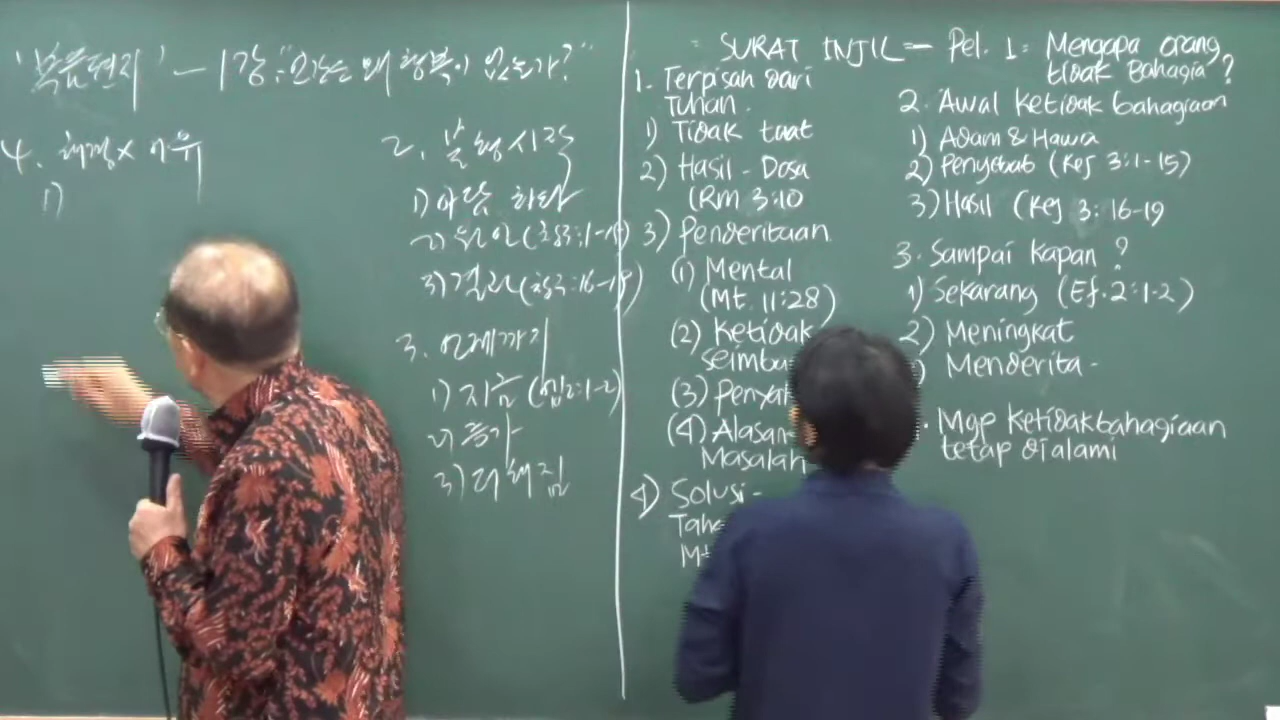 '복음편지' – 1강: "인간은 왜 행복이 없는가?"
4. 해결 x 이유
1)
2. 불행 시작
1) 아담 하와
2) 원인 (창3:1-15)
3) 결과 (창3:16-19)
3. 언제까지
1) 지금 (엡2:1-2)
2) 증가
3)
SURAT INJIL – Pel. 1 = Mengapa orang
tidak Bahagia ?
1. Terpisah dari
Tuhan.
1) Tidak taat
2) Hasil - Dosa
(Rm 3:10
3) Penderitaan
(1) Mental
(Mt. 11:28)
(2) Ketidak
(3)
(4) Alasan
Masalah
4) Solusi -
2. Awal Ketidak bahagiaan
1) Adam & Hawa
2) Penyebab (Kej 3:1-15)
3) Hasil (Kej 3:16-19
3. Sampai Kapan ?
1) Sekarang (Ef. 2:1-2)
2) Meningkat
Menderita -
Mgp Ketidakbahagiaan
tetap dialami